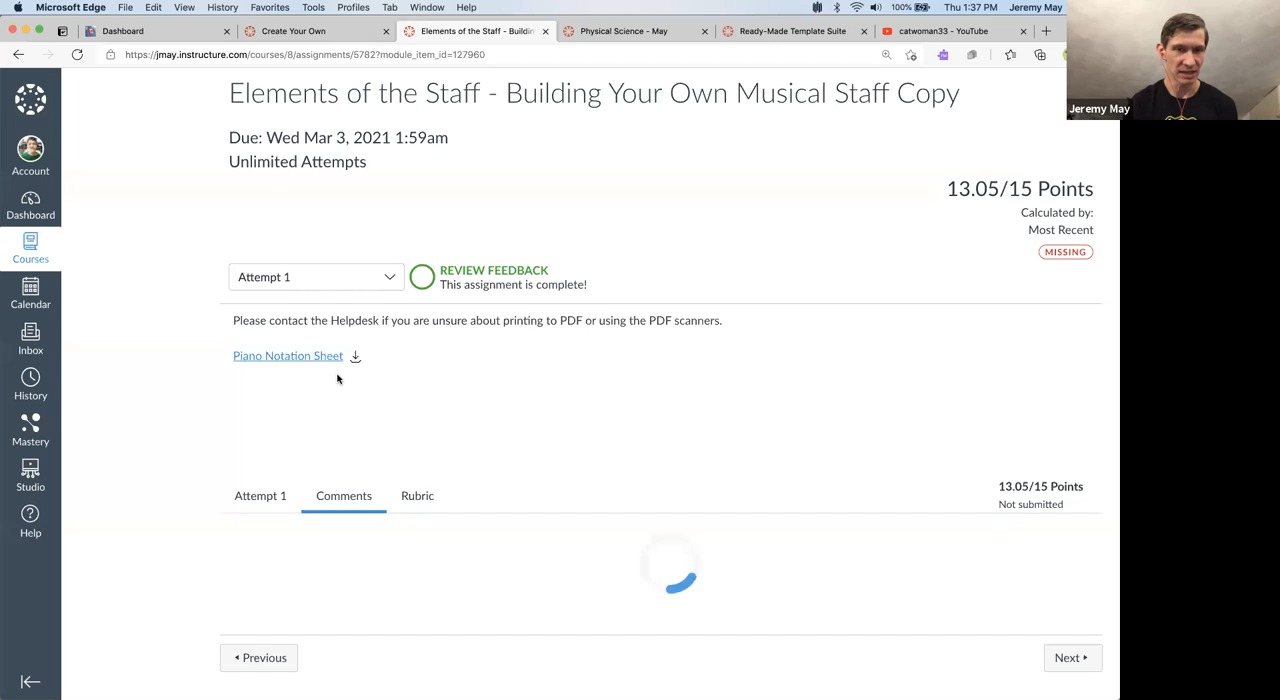 Microsoft Edge File Edit View History Favorites Tools Profiles Tab Window Help 100% Thu 1:37 PM Jeremy May
Dashboard Create Your Own Elements of the Staff - Buildin Physical Science - May Ready-Made Template Suite catwoman33 - YouTube
https://jmay.instructure.com/courses/8/assignments/5782?module_item_id=127960
Jeremy May
Elements of the Staff - Building Your Own Musical Staff Copy
Due: Wed Mar 3, 2021 1:59am
Unlimited Attempts
13.05/15 Points
Calculated by:
Most Recent
MISSING
Attempt 1
REVIEW FEEDBACK
This assignment is complete!
Please contact the Helpdesk if you are unsure about printing to PDF or using the PDF scanners.
Piano Notation Sheet
Attempt 1 Comments Rubric
13.05/15 Points
Not submitted
Previous
Next
Account
Dashboard
Courses
Calendar
Inbox
History
Mastery
Studio
Help